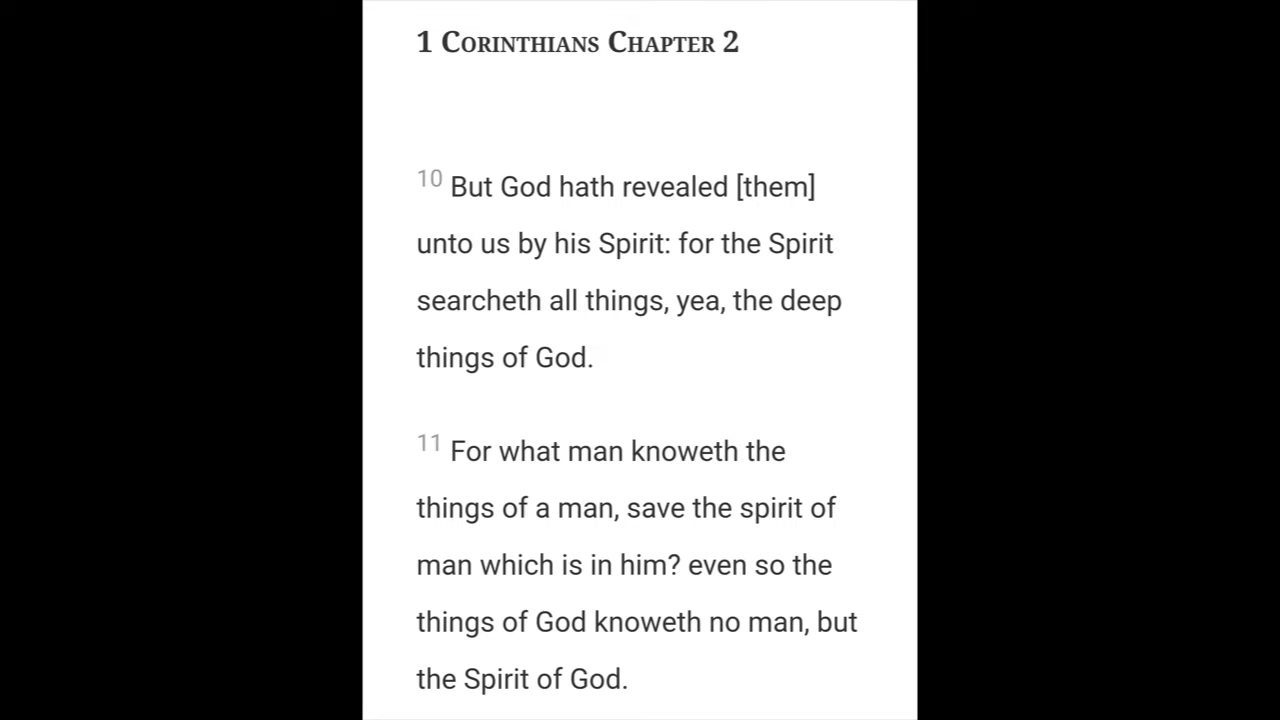 1 Corinthians Chapter 2
10 But God hath revealed [them]
unto us by his Spirit: for the Spirit
searcheth all things, yea, the deep
things of God.
11 For what man knoweth the
things of a man, save the spirit of
man which is in him? even so the
things of God knoweth no man, but
the Spirit of God.